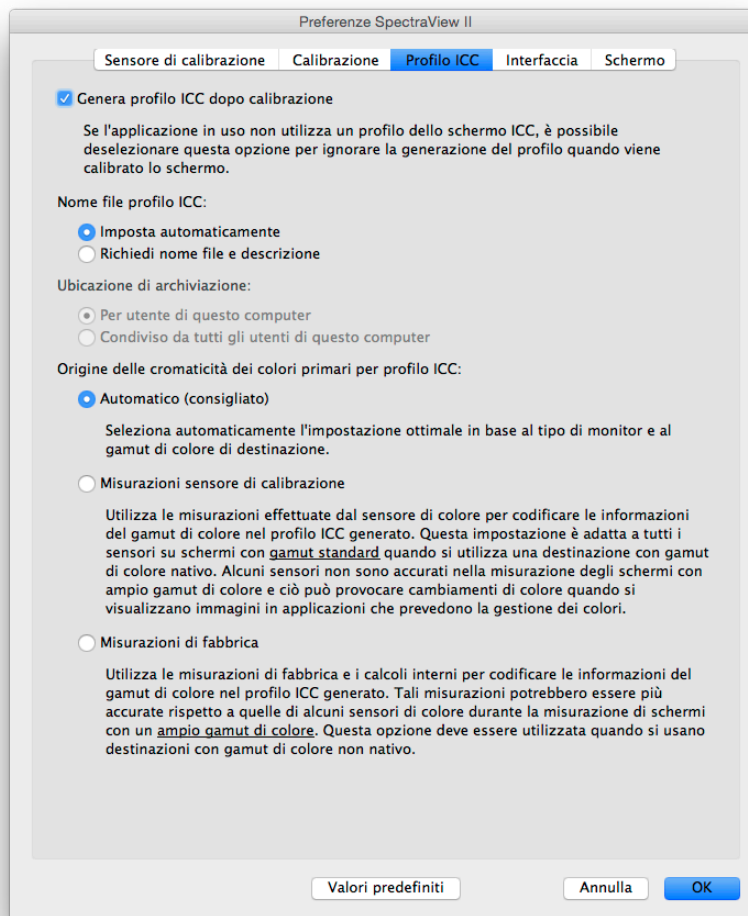 Preferenze SpectraView II
Sensore di calibrazione
Calibrazione
Profilo ICC
Interfaccia
Schermo
Genera profilo ICC dopo calibrazione
Se l'applicazione in uso non utilizza un profilo dello schermo ICC, è possibile
deselezionare questa opzione per ignorare la generazione del profilo quando viene
calibrato lo schermo.
Nome file profilo ICC:
Imposta automaticamente
Richiedi nome file e descrizione
Ubicazione di archiviazione:
Per utente di questo computer
Condiviso da tutti gli utenti di questo computer
Origine delle cromaticità dei colori primari per profilo ICC:
Automatico (consigliato)
Seleziona automaticamente l'impostazione ottimale in base al tipo di monitor e al
gamut di colore di destinazione.
Misurazioni sensore di calibrazione
Utilizza le misurazioni effettuate dal sensore di colore per codificare le informazioni
del gamut di colore nel profilo ICC generato. Questa impostazione è adatta a tutti i
sensori su schermi con gamut standard quando si utilizza una destinazione con gamut
di colore nativo. Alcuni sensori non sono accurati nella misurazione degli schermi con
ampio gamut di colore e ciò può provocare cambiamenti di colore quando si
visualizzano immagini in applicazioni che prevedono la gestione dei colori.
Misurazioni di fabbrica
Utilizza le misurazioni di fabbrica e i calcoli interni per codificare le informazioni del
gamut di colore nel profilo ICC generato. Tali misurazioni potrebbero essere più
accurate rispetto a quelle di alcuni sensori di colore durante la misurazione di schermi
con un ampio gamut di colore. Questa opzione deve essere utilizzata quando si usano
destinazioni con gamut di colore non nativo.
Valori predefiniti
Annulla
OK